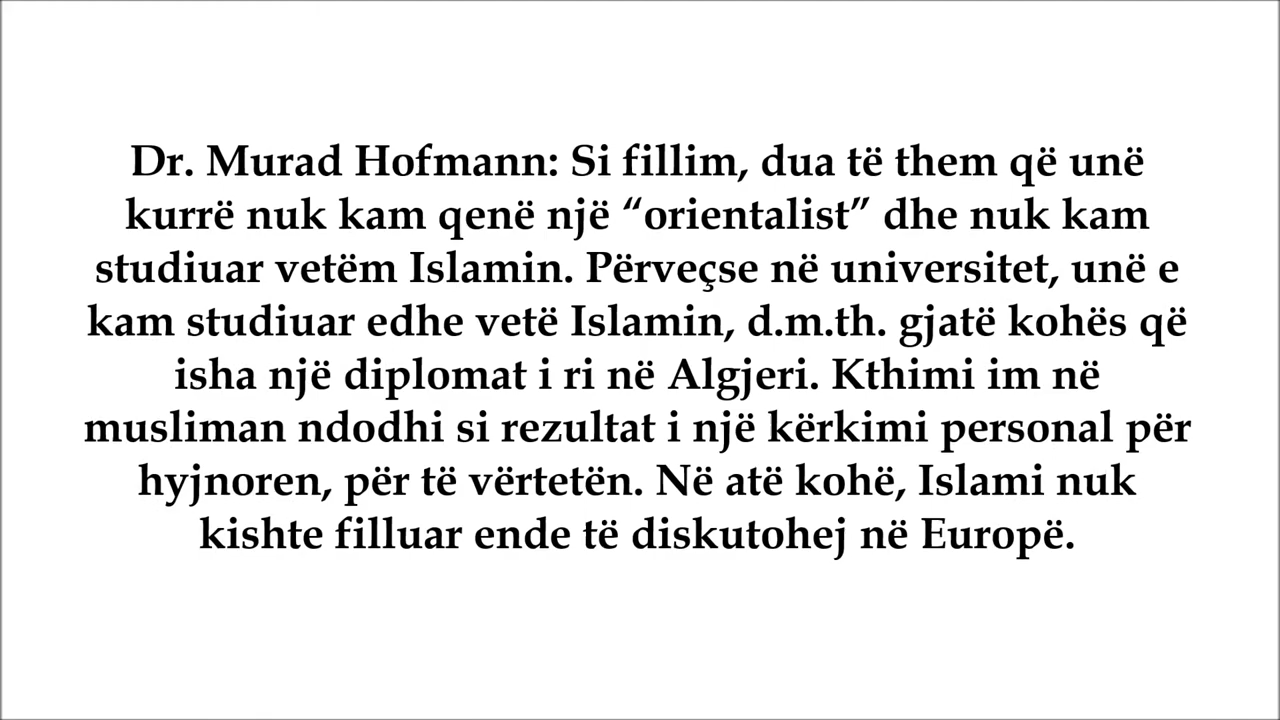 Dr. Murad Hofmann: Si fillim, dua të them që unë
kurrë nuk kam qenë një “orientalist” dhe nuk kam
studiuar vetëm Islamin. Përveçse në universitet, unë e
kam studiuar edhe vetë Islamin, d.m.th. gjatë kohës që
isha një diplomat i ri në Algjeri. Kthimi im në
musliman ndodhi si rezultat i një kërkimi personal për
hyjnoren, për të vërtetën. Në atë kohë, Islami nuk
kishte filluar ende të diskutohej në Europë.